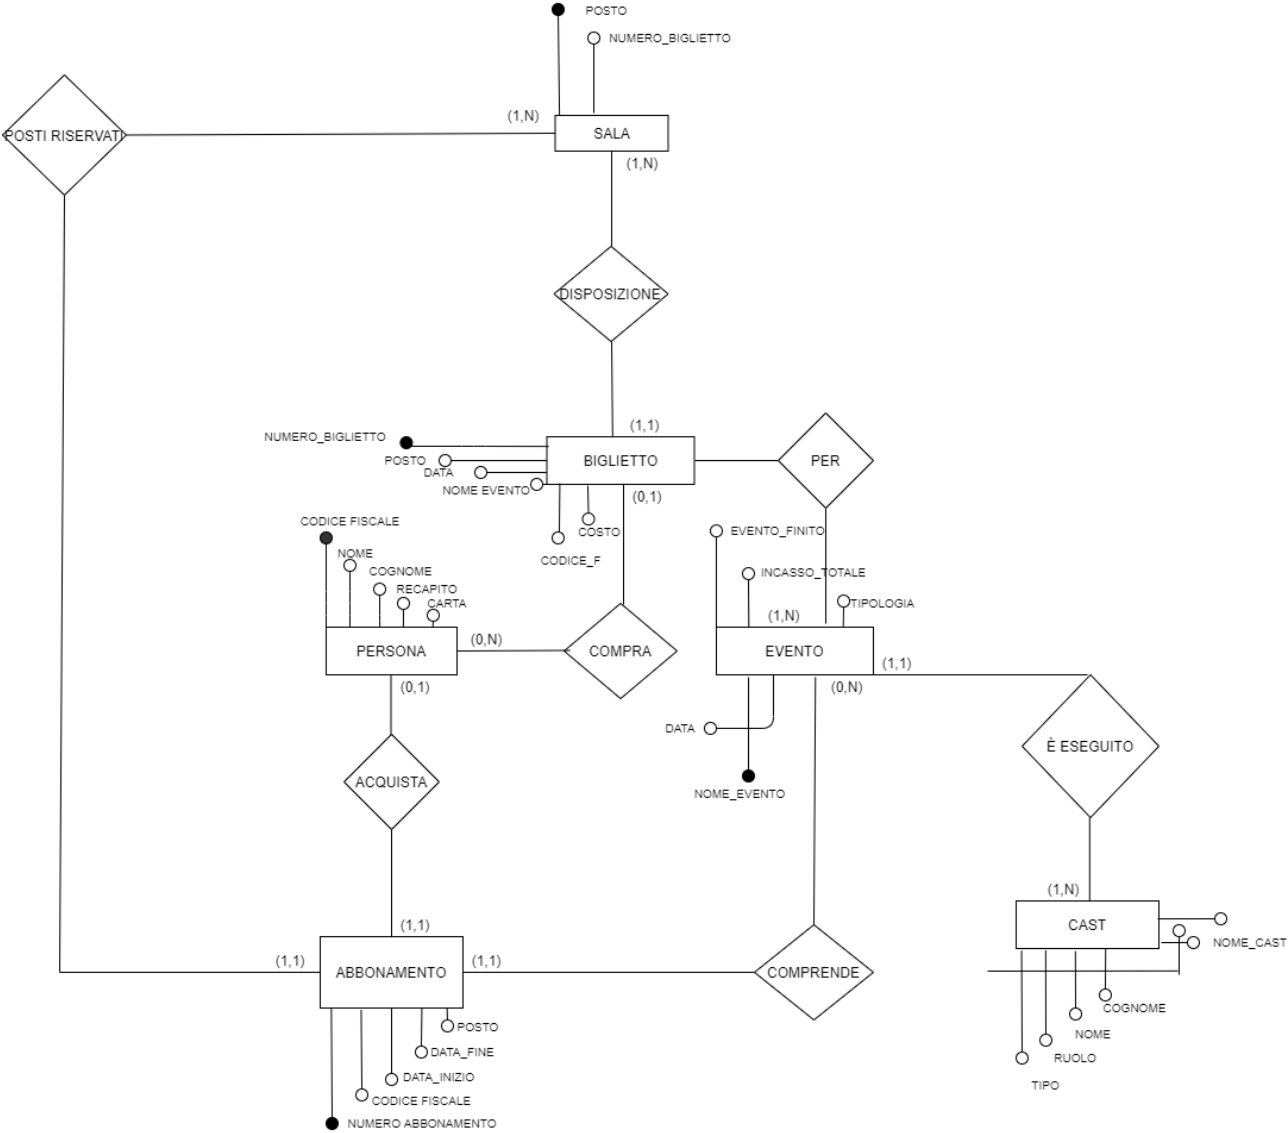 POSTO
NUMERO_BIGLIETTO
(1,N)
SALA
POSTI RISERVATI
(1,N)
DISPOSIZIONE
(1,1)
NUMERO_BIGLIETTO
POSTO
DATA
NOME EVENTO
BIGLIETTO
PER
(0,1)
COSTO
CODICE_F
CODICE FISCALE
NOME
COGNOME
RECAPITO
CARTA
EVENTO_FINITO
INCASSO_TOTALE
TIPOLOGIA
(1,N)
PERSONA
(0,N)
COMPRA
EVENTO
(1,1)
(0,1)
(0,N)
DATA
NOME_EVENTO
È ESEGUITO
ACQUISTA
(1,N)
CAST
NOME_CAST
(1,1)
(1,1)
ABBONAMENTO
(1,1)
COMPRENDE
COGNOME
NOME
RUOLO
TIPO
POSTO
DATA_FINE
DATA_INIZIO
CODICE FISCALE
NUMERO ABBONAMENTO